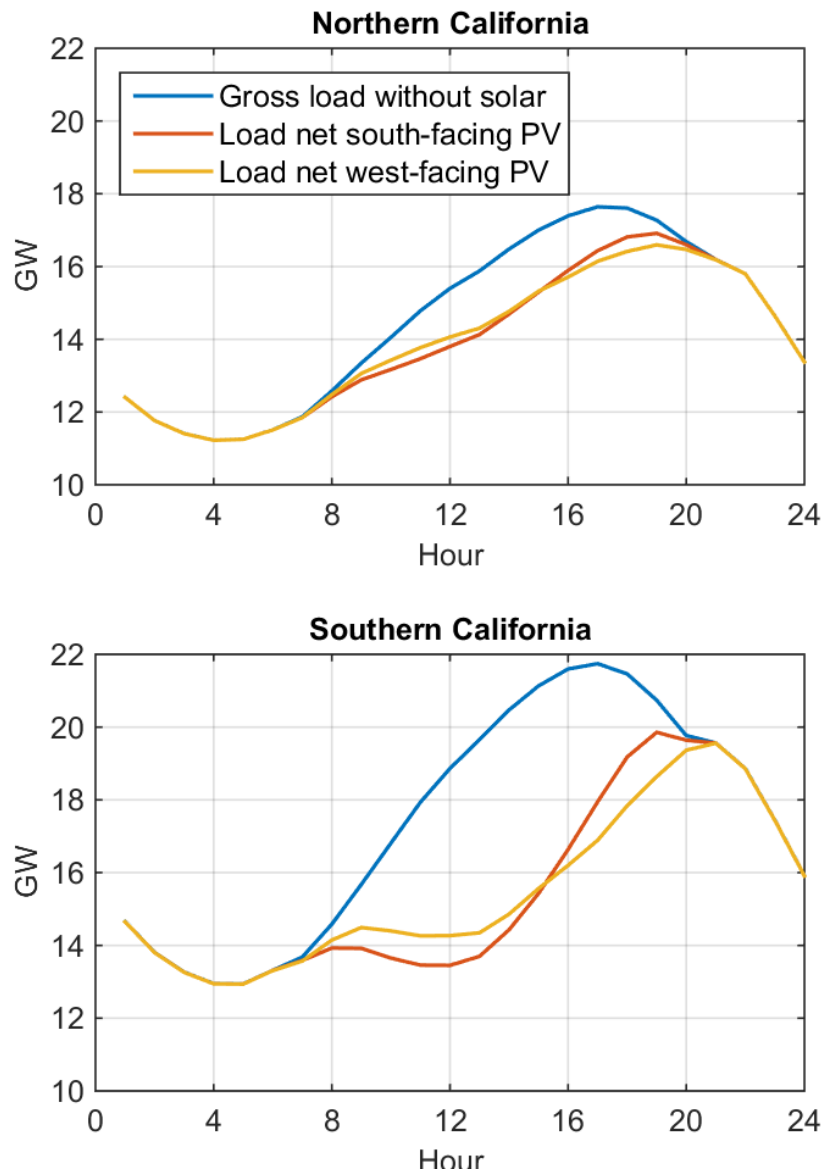 Northern California
22
20
18
16
14
12
10
GW
Gross load without solar
Load net south-facing PV
Load net west-facing PV
0 4 8 12 16 20 24
Hour
Southern California
22
20
18
16
14
12
10
GW
0 4 8 12 16 20 24
Hour